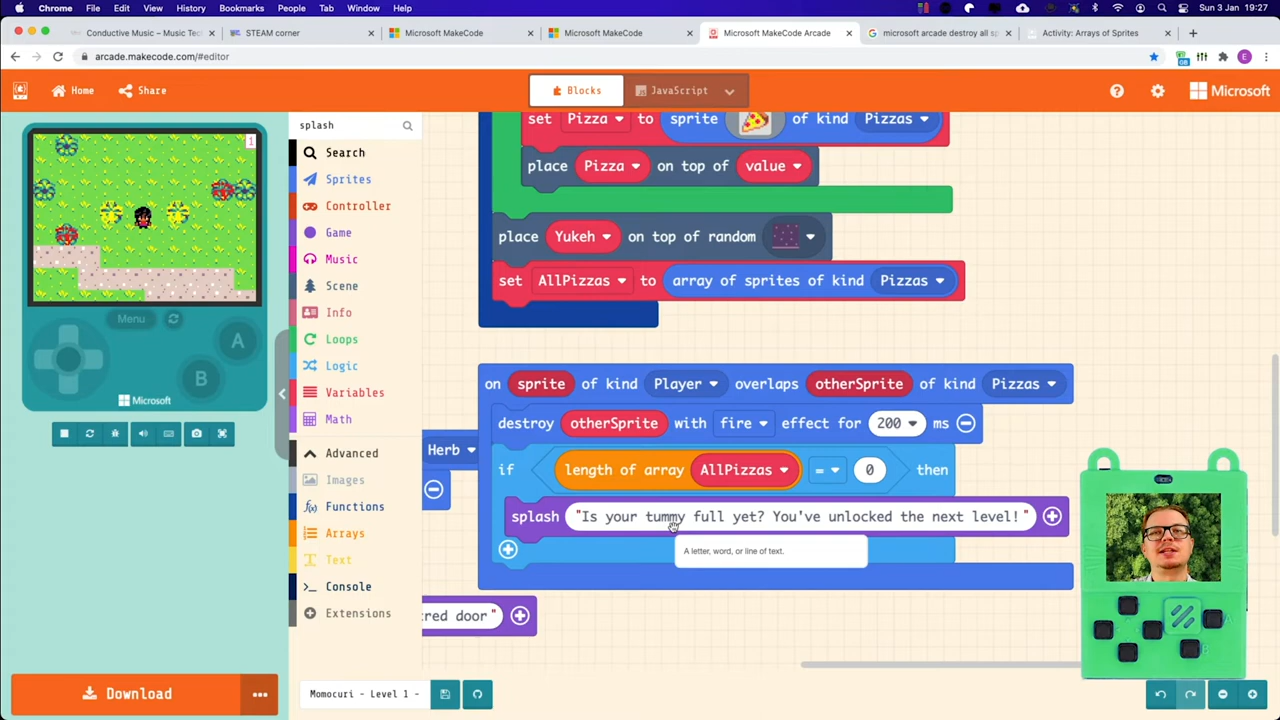 Chrome File Edit View History Bookmarks People Tab Window Help Sun 3 Jan 19:27
Conductive Music – Music Tec × STEAM corner × Microsoft MakeCode × Microsoft MakeCode × Microsoft MakeCode Arcade × microsoft arcade destroy all sp × Activity: Arrays of Sprites × +
arcade.makecode.com/#editor
Home Share Blocks JavaScript Microsoft
splash
Search
Sprites
Controller
Game
Music
Scene
Info
Loops
Logic
Variables
Math
Advanced
Images
Functions
Arrays
Text
Console
Extensions
1
Menu
A
B
Microsoft
set Pizza to sprite of kind Pizzas
place Pizza on top of value
place Yukeh on top of random
set AllPizzas to array of sprites of kind Pizzas
on sprite of kind Player overlaps otherSprite of kind Pizzas
destroy otherSprite with fire effect for 200 ms
Herb
if length of array AllPizzas = 0 then
splash "Is your tummy full yet? You've unlocked the next level!"
A letter, word, or line of text.
red door"
Download
Momocuri - Level 1 -